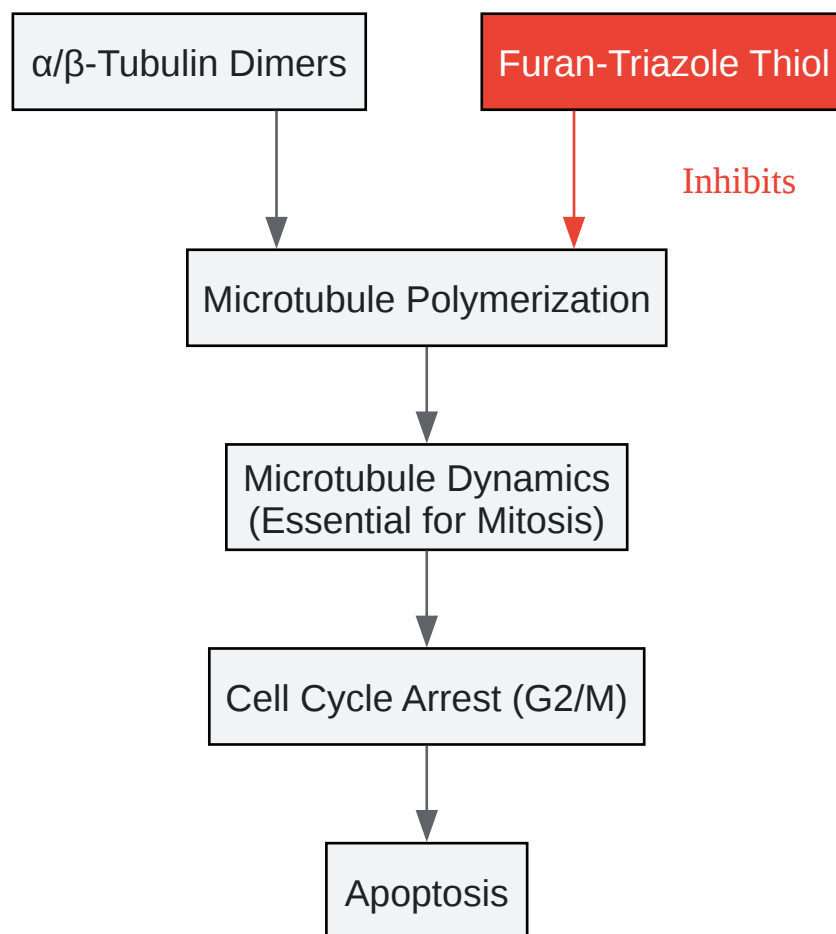 α/β-Tubulin Dimers
Furan-Triazole Thiol
Inhibits
Microtubule Polymerization
Microtubule Dynamics
(Essential for Mitosis)
Cell Cycle Arrest (G2/M)
Apoptosis